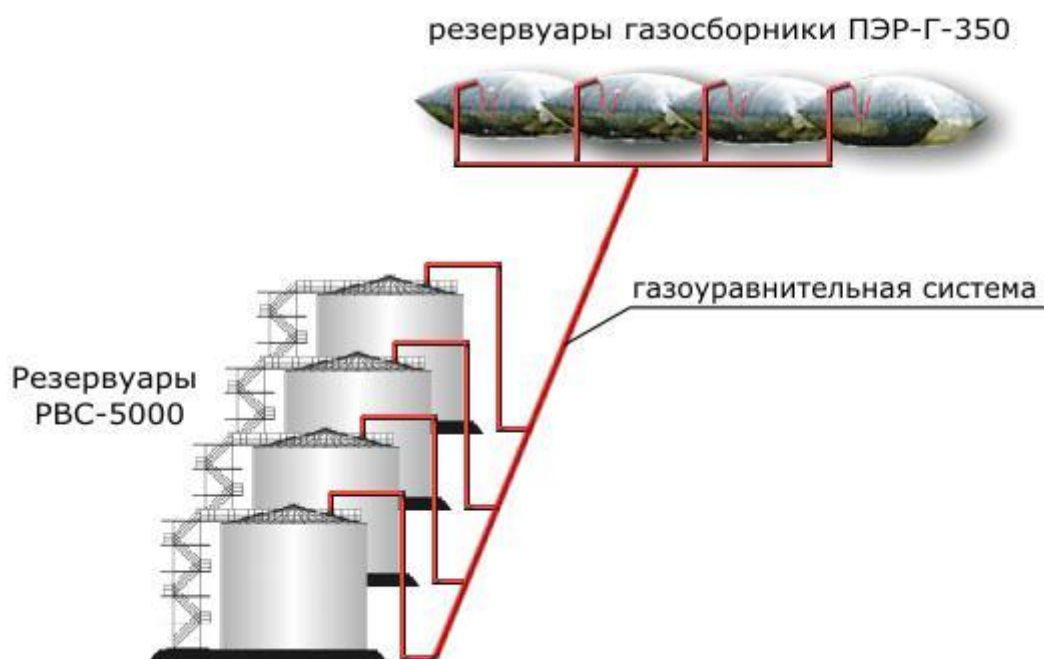 резервуары газосборники ПЭР-Г-350
газоуравнительная система
Резервуары
РВС-5000